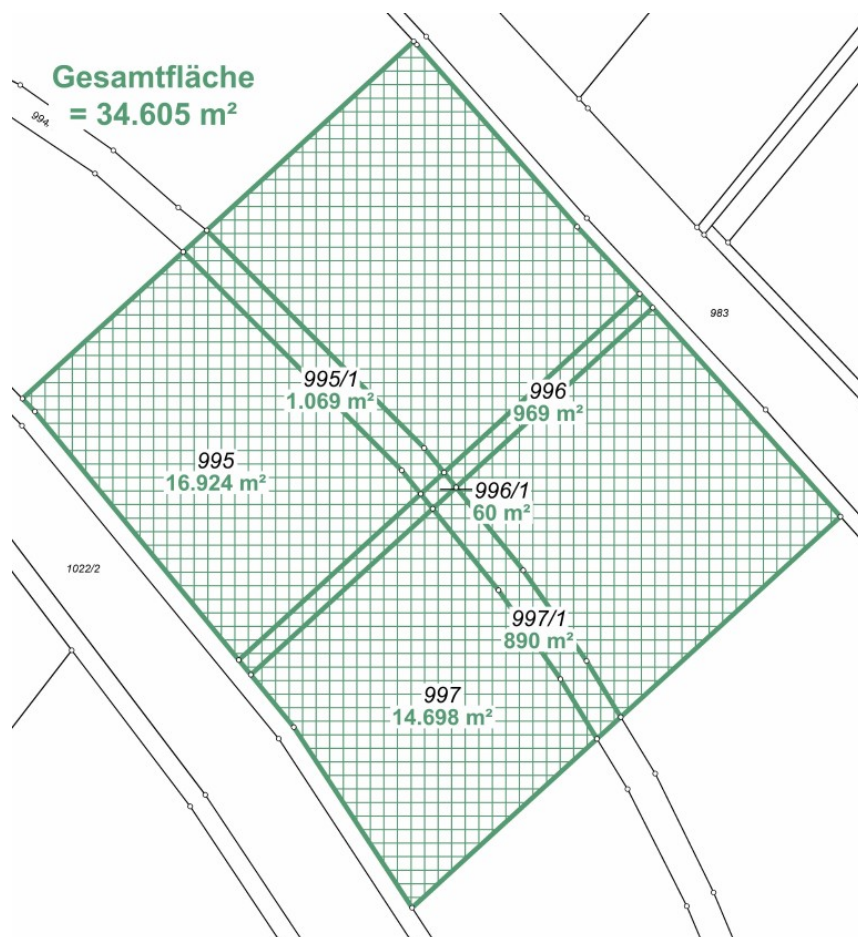 Gesamtfläche
= 34.605 m²
994,
983
995/1
1.069 m²
996
969 m²
995
16.924 m²
996/1
60 m²
1022/2
997/1
890 m²
997
14.698 m²